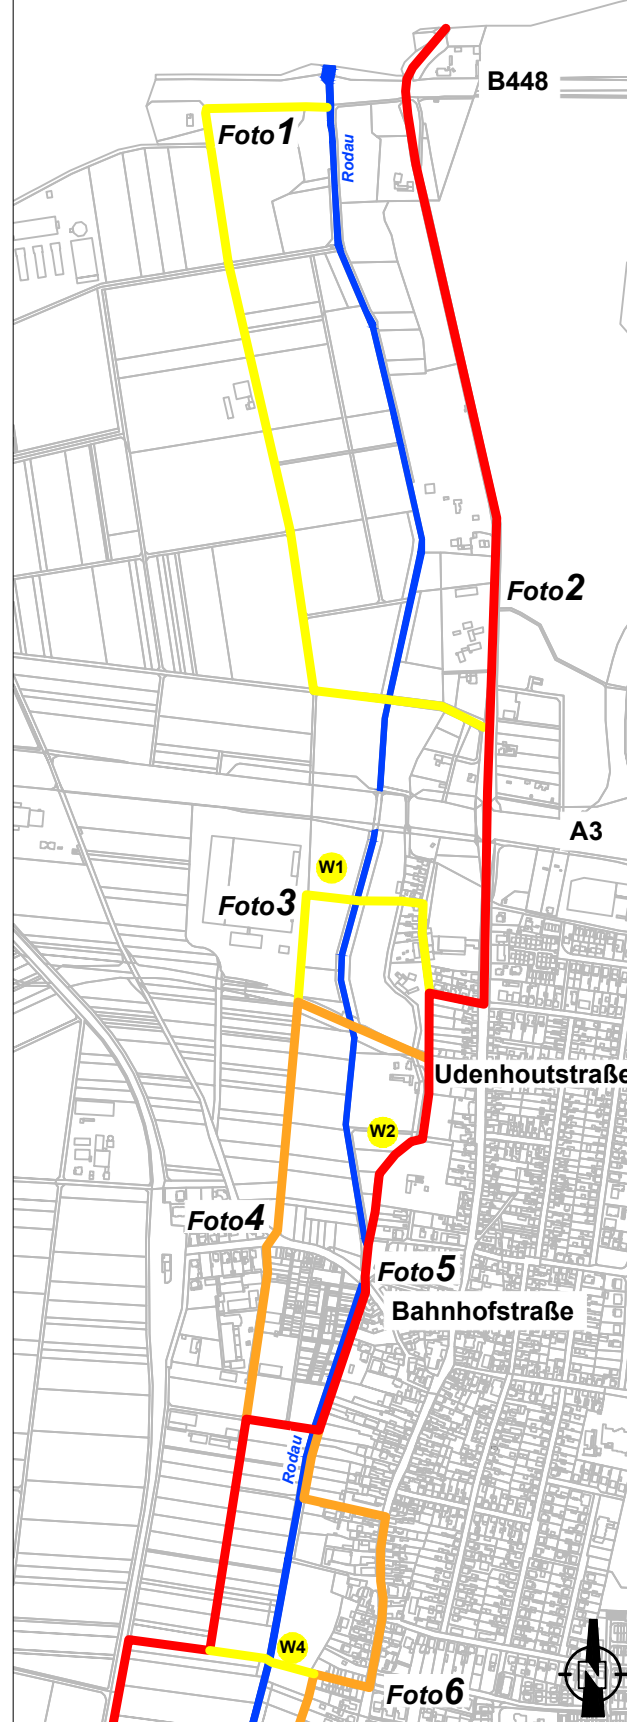 B448
Foto1
Rodau
Foto2
A3
W1
Foto3
Udenhoutstraße
W2
Foto4
Foto5
Bahnhofstraße
Rodau
W4
N
Foto6